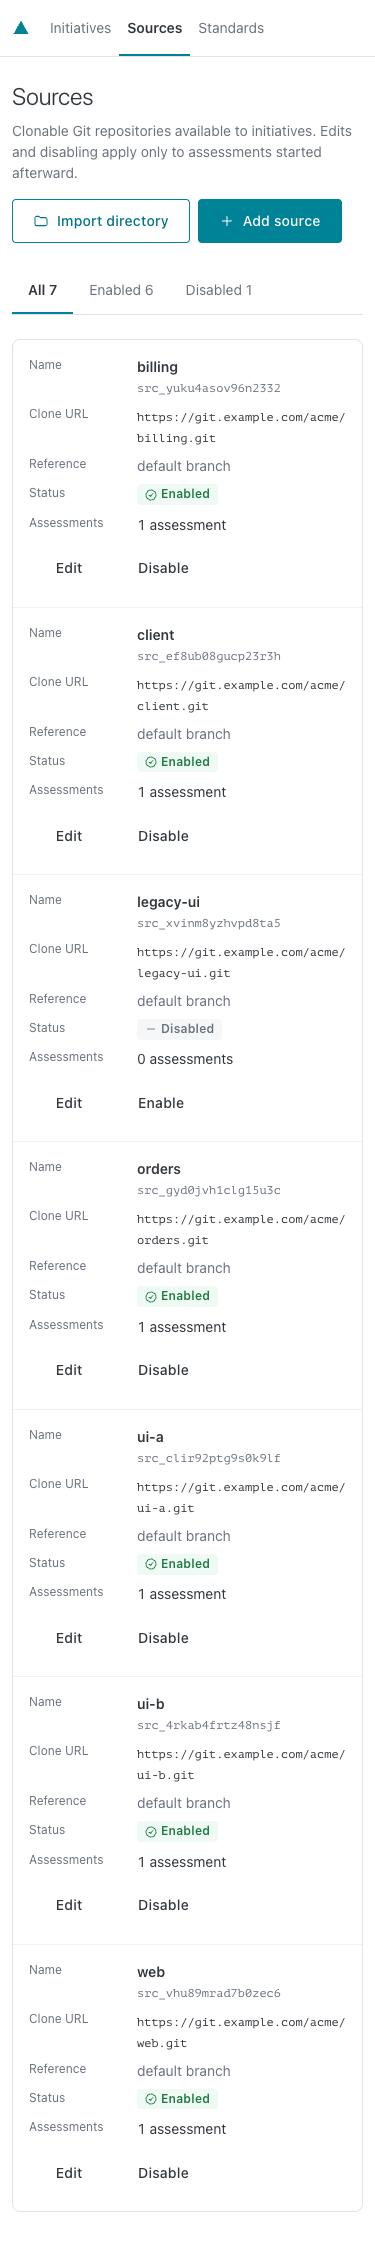 Initiatives Sources Standards
Sources
Clonable Git repositories available to initiatives. Edits
and disabling apply only to assessments started
afterward.
Import directory
Add source
All 7 Enabled 6 Disabled 1
Name billing
src_yuku4asov96n2332
Clone URL https://git.example.com/acme/
billing.git
Reference default branch
Status Enabled
Assessments 1 assessment
Edit Disable
Name client
src_ef8ub08gucp23r3h
Clone URL https://git.example.com/acme/
client.git
Reference default branch
Status Enabled
Assessments 1 assessment
Edit Disable
Name legacy-ui
src_xvinm8yzhvpd8ta5
Clone URL https://git.example.com/acme/
legacy-ui.git
Reference default branch
Status Disabled
Assessments 0 assessments
Edit Enable
Name orders
src_gyd0jvh1clg15u3c
Clone URL https://git.example.com/acme/
orders.git
Reference default branch
Status Enabled
Assessments 1 assessment
Edit Disable
Name ui-a
src_clir92ptg9s0k9lf
Clone URL https://git.example.com/acme/
ui-a.git
Reference default branch
Status Enabled
Assessments 1 assessment
Edit Disable
Name ui-b
src_4rkab4frtz48nsjf
Clone URL https://git.example.com/acme/
ui-b.git
Reference default branch
Status Enabled
Assessments 1 assessment
Edit Disable
Name web
src_vhu89mrad7b0zec6
Clone URL https://git.example.com/acme/
web.git
Reference default branch
Status Enabled
Assessments 1 assessment
Edit Disable